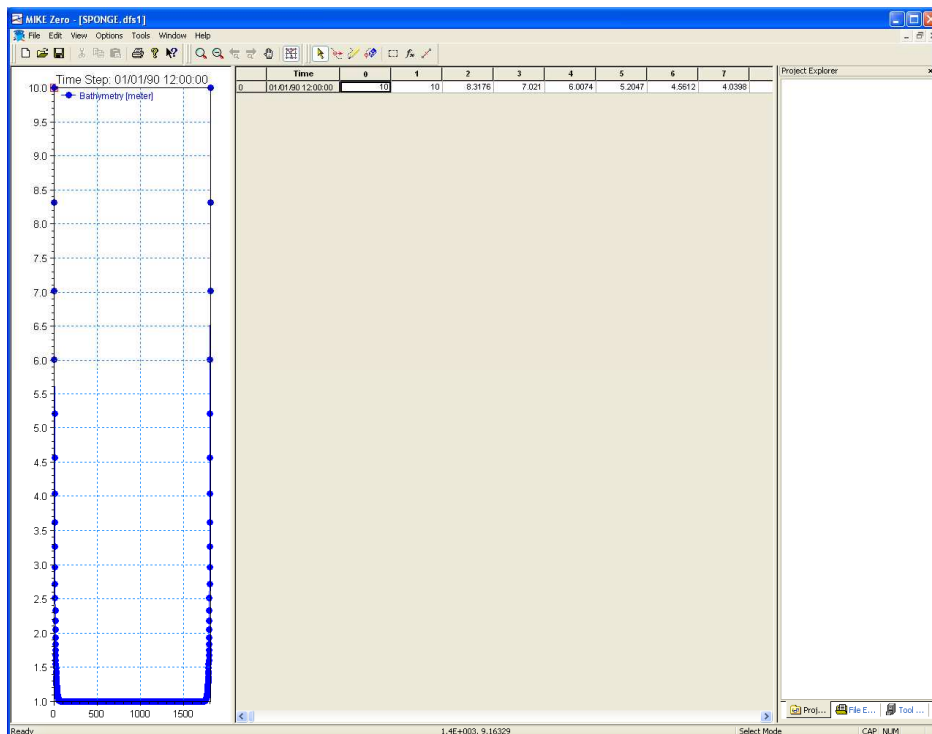 MIKE Zero - [SPONGE.dfs1]
File Edit View Options Tools Window Help
Time Step: 01/01/90 12:00:00
Bathymetry [meter]
10.0
9.5
9.0
8.5
8.0
7.5
7.0
6.5
6.0
5.5
5.0
4.5
4.0
3.5
3.0
2.5
2.0
1.5
1.0
0 500 1000 1500
Time 0 1 2 3 4 5 6 7
0 01/01/90 12:00:00 10 10 8.3176 7.021 6.0074 5.2047 4.5612 4.0398
Project Explorer
Proj... File E... Tool ...
Ready 1.4E+003, 9.16329 Select Mode CAP NUM